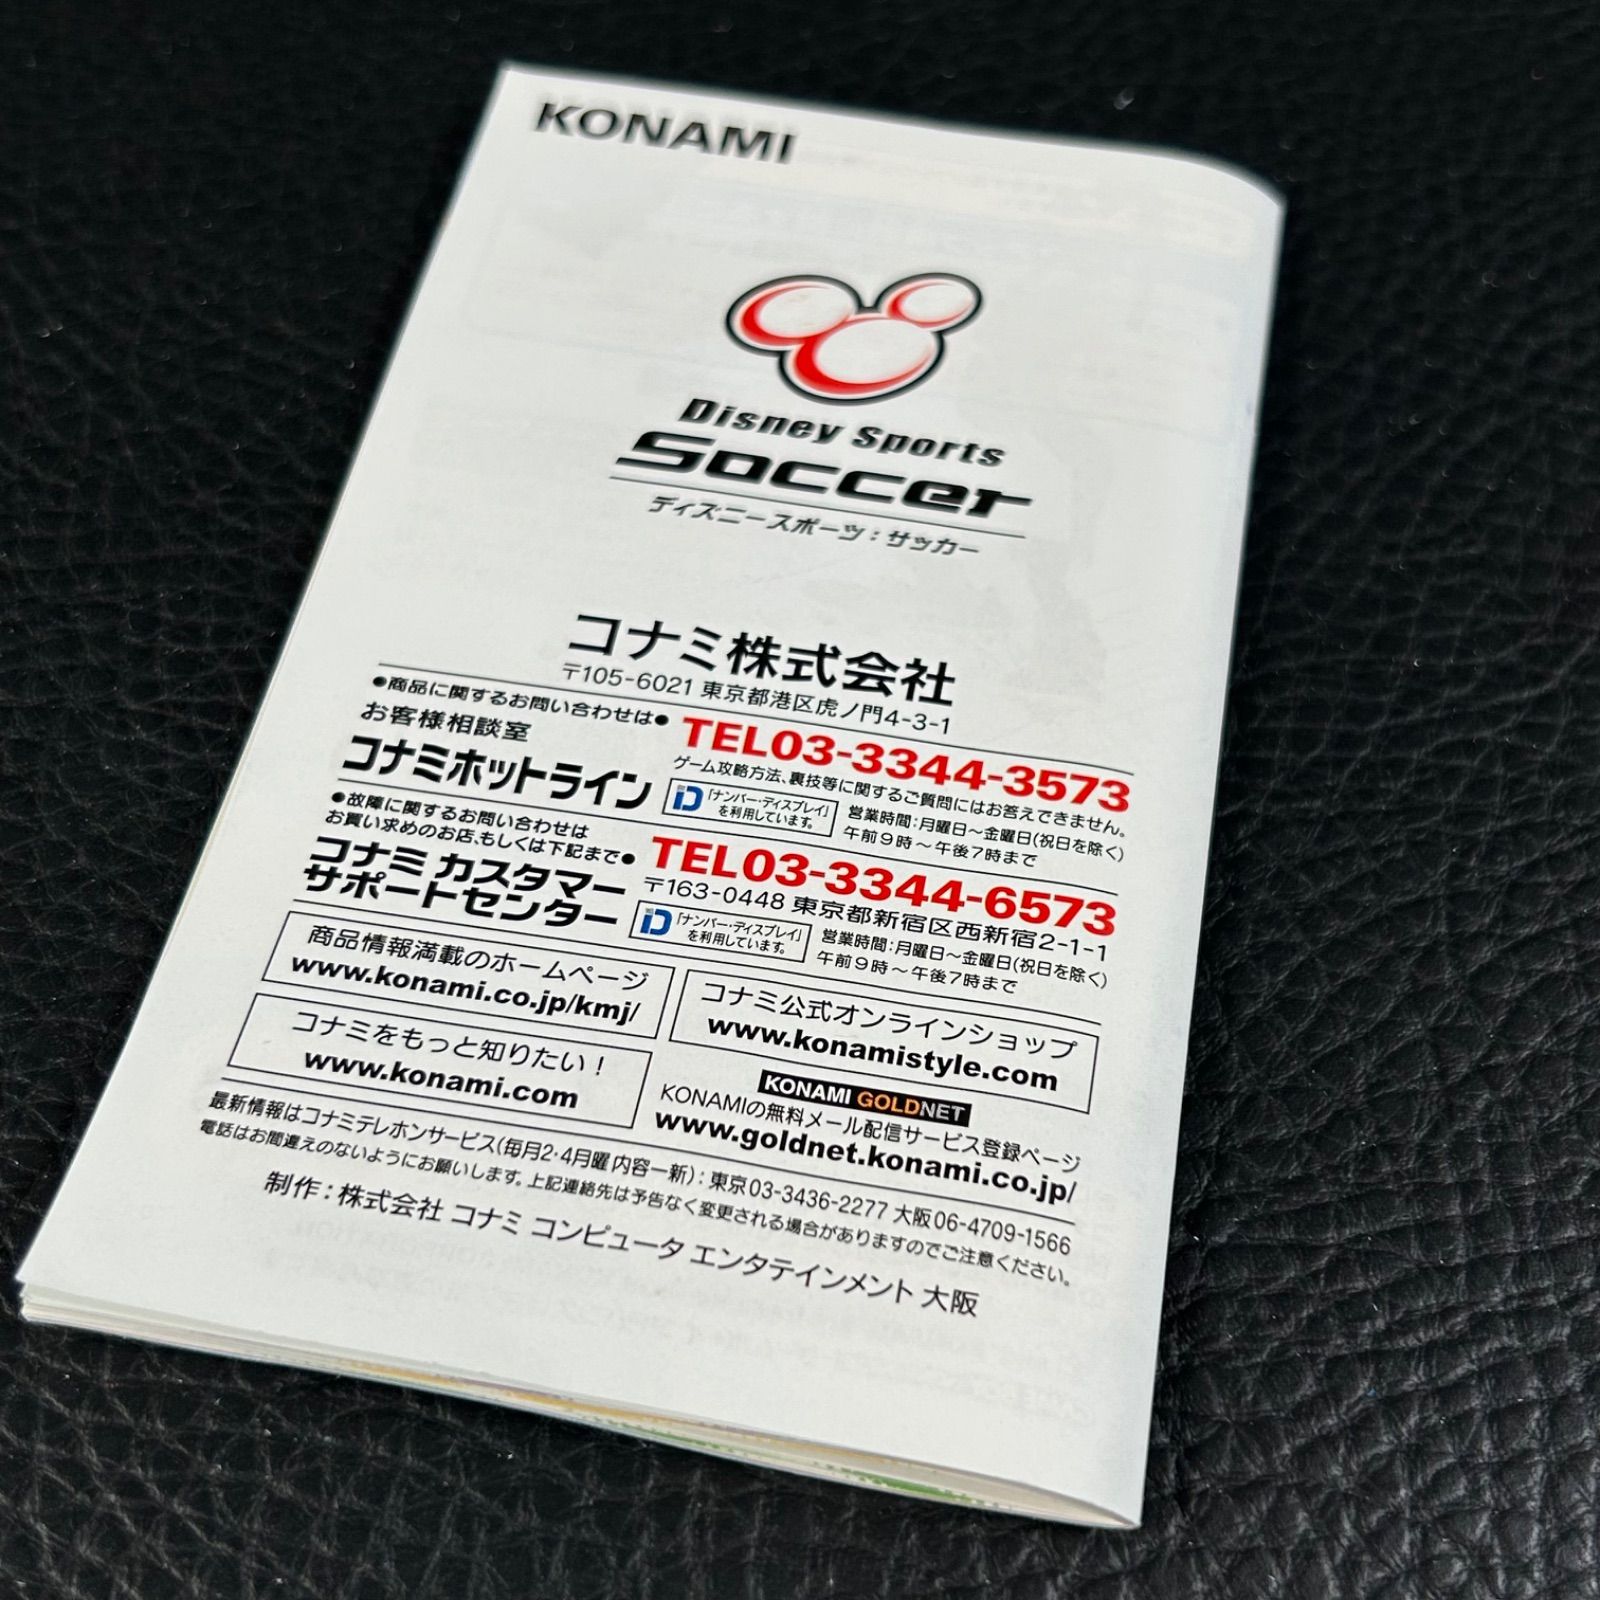 KONAMI
Disney Sports
Soccer
ディズニースポーツ：サッカー
コナミ株式会社
〒105-6021 東京都港区虎ノ門4-3-1
●商品に関するお問い合わせは●
お客様相談室
コナミホットライン
TEL03-3344-3573
ゲーム攻略方法、裏技等に関するご質問にはお答えできません。
「ナンバー・ディスプレイ」
を利用しています。
営業時間：月曜日〜金曜日(祝日を除く)
午前9時〜午後7時まで
●故障に関するお問い合わせは
お買い求めのお店、もしくは下記まで●
コナミ カスタマー
サポートセンター
TEL03-3344-6573
〒163-0448 東京都新宿区西新宿2-1-1
「ナンバー・ディスプレイ」
を利用しています。
営業時間：月曜日〜金曜日(祝日を除く)
午前9時〜午後7時まで
商品情報満載のホームページ
www.konami.co.jp/kmj/
コナミ公式オンラインショップ
www.konamistyle.com
コナミをもっと知りたい！
www.konami.com
KONAMI GOLDNET
KONAMIの無料メール配信サービス登録ページ
www.goldnet.konami.co.jp/
最新情報はコナミテレホンサービス(毎月2・4月曜内容一新)：東京03-3436-2277 大阪06-4709-1566
電話はお間違えのないようにお願いします。上記連絡先は予告なく変更される場合がありますのでご注意ください。
制作：株式会社 コナミ コンピュータ エンタテインメント 大阪